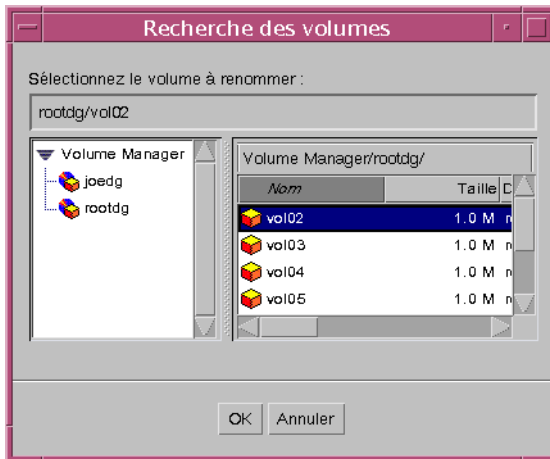 Recherche des volumes
Sélectionnez le volume à renommer :
rootdg/vol02
Volume Manager
joedg
rootdg
Volume Manager/rootdg/
Nom Taille D
vol02 1.0 M r
vol03 1.0 M r
vol04 1.0 M r
vol05 1.0 M r
OK Annuler